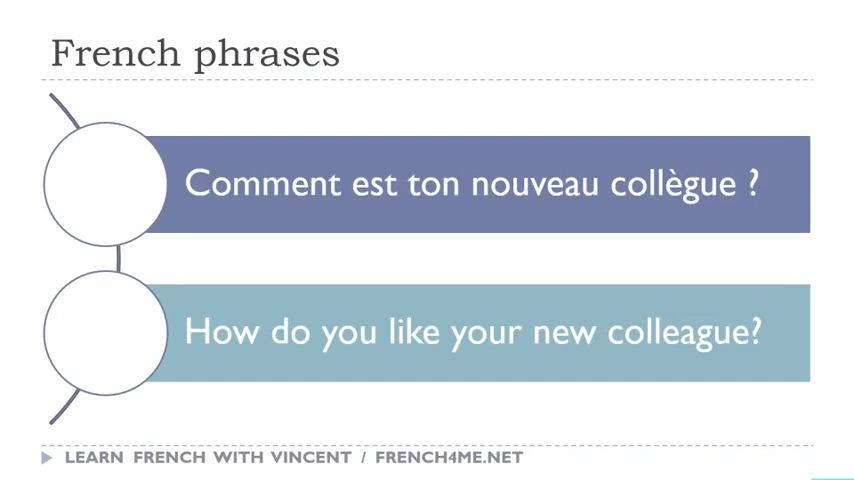 French phrases
Comment est ton nouveau collègue ?
How do you like your new colleague?
LEARN FRENCH WITH VINCENT / FRENCH4ME.NET